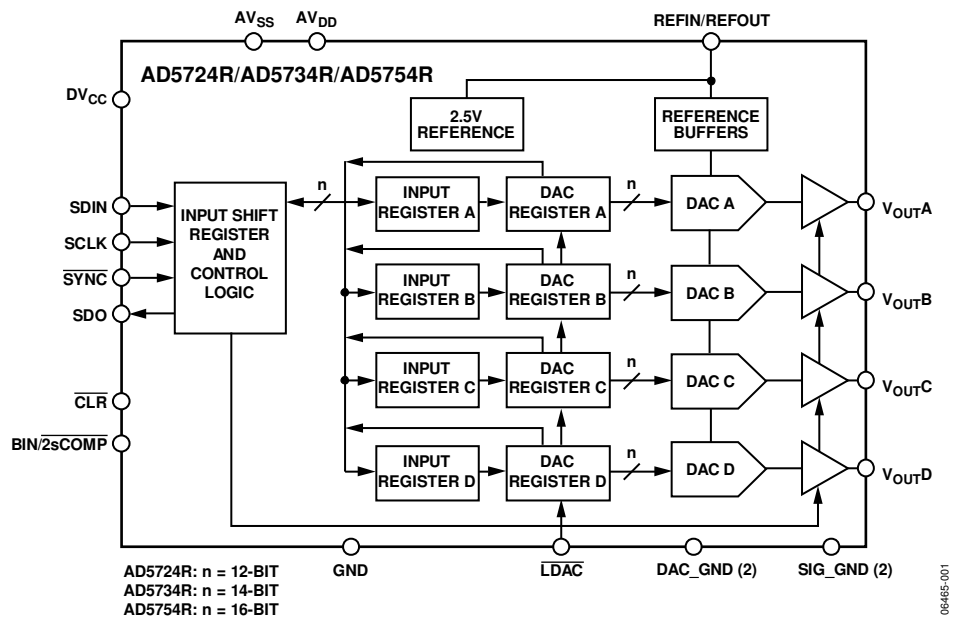 AVSS AVDD REFIN/REFOUT
AD5724R/AD5734R/AD5754R
DVCC
2.5V
REFERENCE
REFERENCE
BUFFERS
SDIN
SCLK
SYNC
SDO
CLR
BIN/2sCOMP
INPUT SHIFT
REGISTER
AND
CONTROL
LOGIC
n
INPUT
REGISTER A
DAC
REGISTER A
n
DAC A
VOUTA
INPUT
REGISTER B
DAC
REGISTER B
n
DAC B
VOUTB
INPUT
REGISTER C
DAC
REGISTER C
n
DAC C
VOUTC
INPUT
REGISTER D
DAC
REGISTER D
n
DAC D
VOUTD
GND LDAC DAC_GND (2) SIG_GND (2)
AD5724R: n = 12-BIT
AD5734R: n = 14-BIT
AD5754R: n = 16-BIT
06465-001